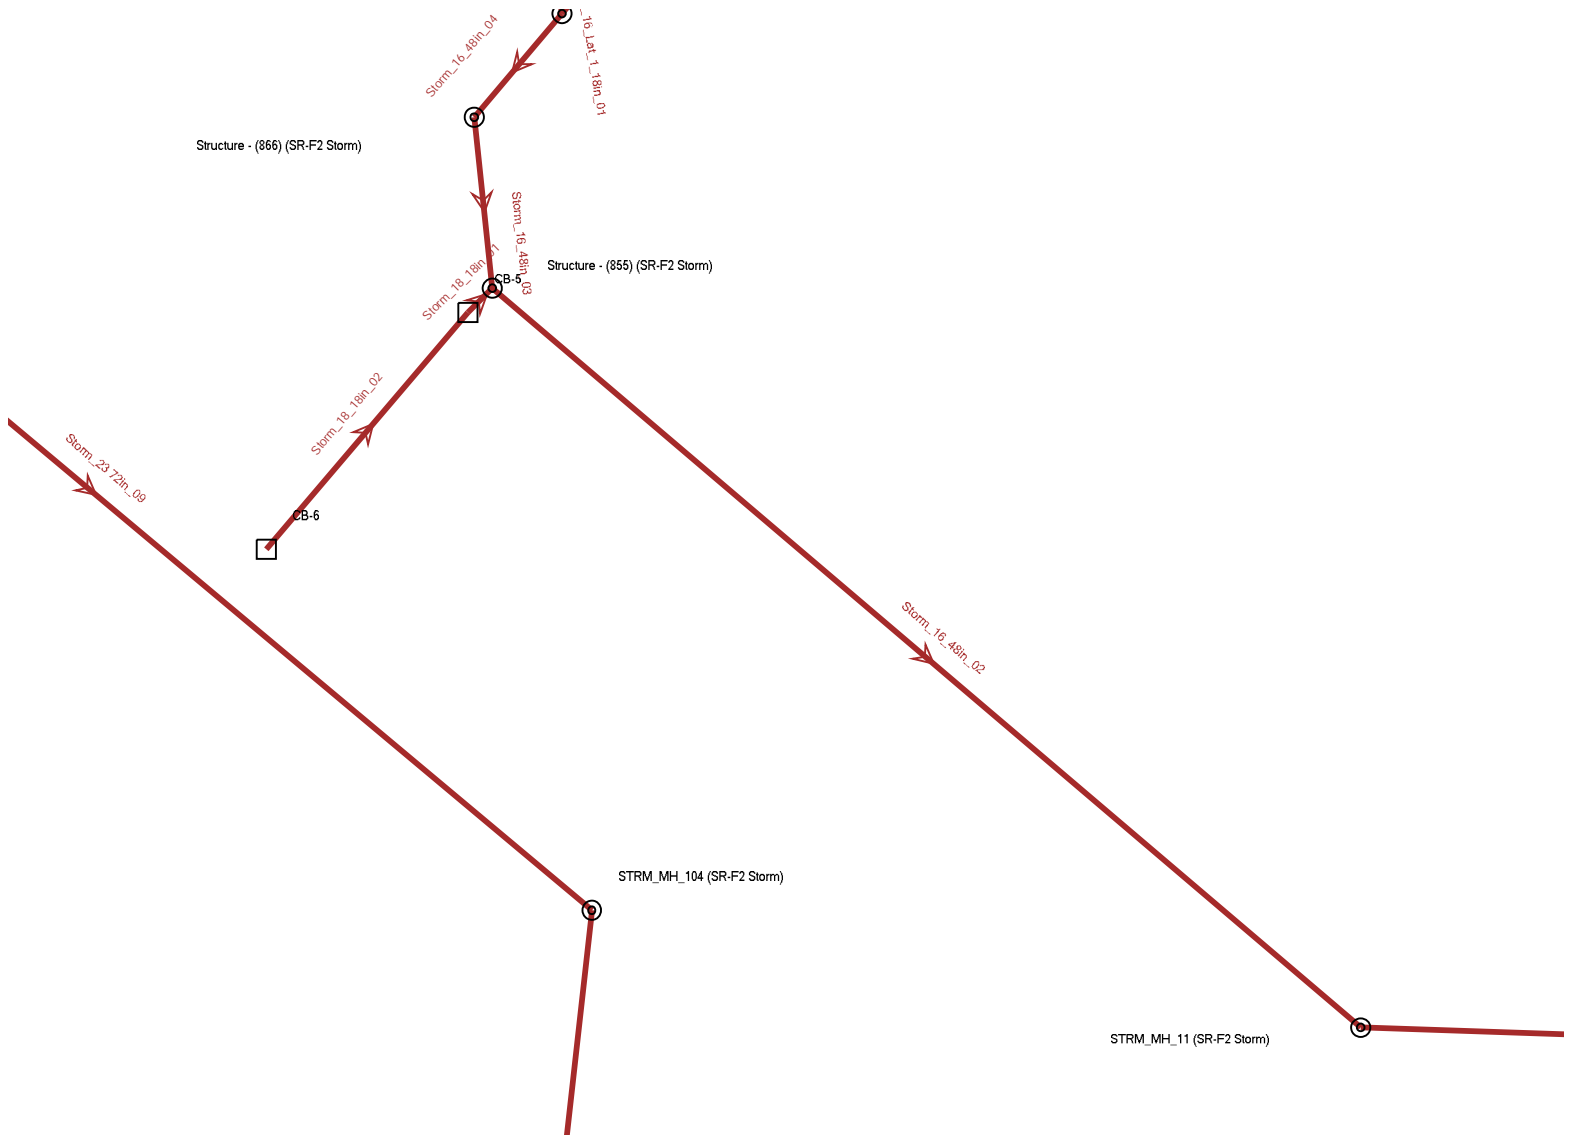 Storm_16_48in_04
_16_Lat_1_18in_01
Structure - (866) (SR-F2 Storm)
Storm_16_48in_03
Structure - (855) (SR-F2 Storm)
CB-5
Storm_18_18in_01
Storm_18_18in_02
Storm_23 72in_09
CB-6
Storm_16_48in_02
STRM_MH_104 (SR-F2 Storm)
STRM_MH_11 (SR-F2 Storm)